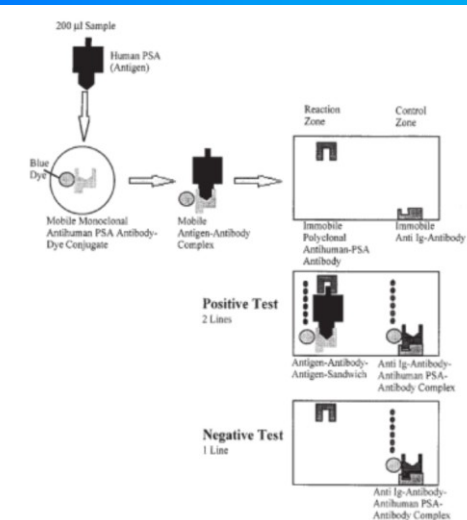 200 µl Sample
Human PSA
(Antigen)
Blue
Dye
Mobile Monoclonal
Antihuman PSA Antibody-
Dye Conjugate
Mobile
Antigen-Antibody
Complex
Reaction
Zone
Control
Zone
Immobile
Polyclonal
Antihuman-PSA
Antibody
Immobile
Anti Ig-Antibody
Positive Test
2 Lines
Antigen-Antibody-
Antigen-Sandwich
Anti Ig-Antibody-
Antihuman PSA-
Antibody Complex
Negative Test
1 Line
Anti Ig-Antibody-
Antihuman PSA-
Antibody Complex